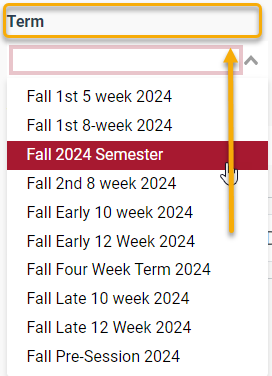 Term
Fall 1st 5 week 2024
Fall 1st 8-week 2024
Fall 2024 Semester
Fall 2nd 8 week 2024
Fall Early 10 week 2024
Fall Early 12 Week 2024
Fall Four Week Term 2024
Fall Late 10 week 2024
Fall Late 12 Week 2024
Fall Pre-Session 2024